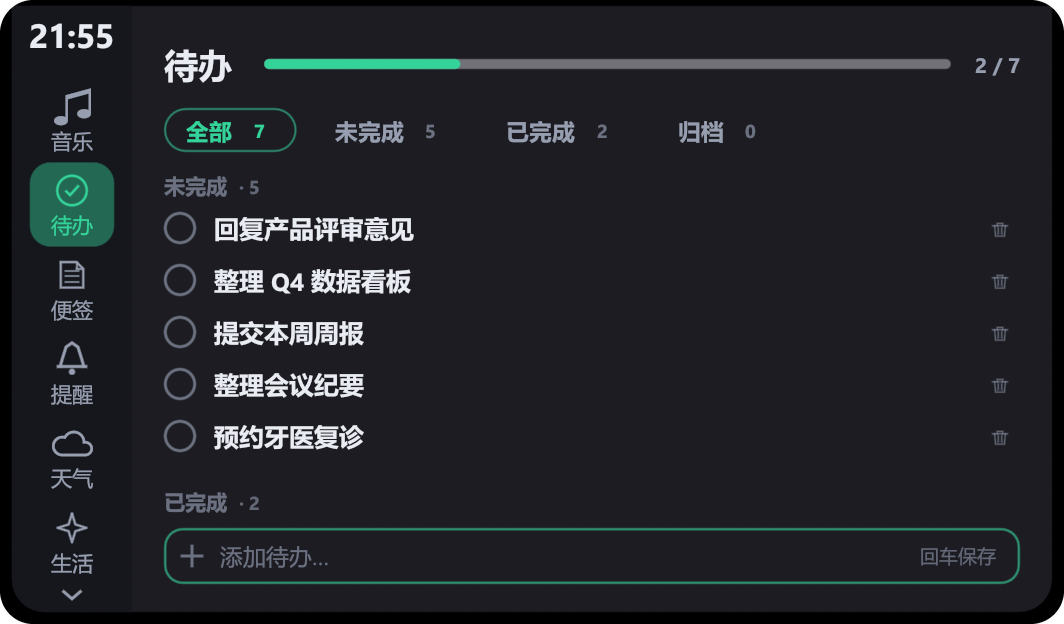 21:55
音乐
待办
便签
提醒
天气
生活
待办 2 / 7
全部 7 未完成 5 已完成 2 归档 0
未完成 · 5
回复产品评审意见
整理 Q4 数据看板
提交本周周报
整理会议纪要
预约牙医复诊
已完成 · 2
添加待办... 回车保存